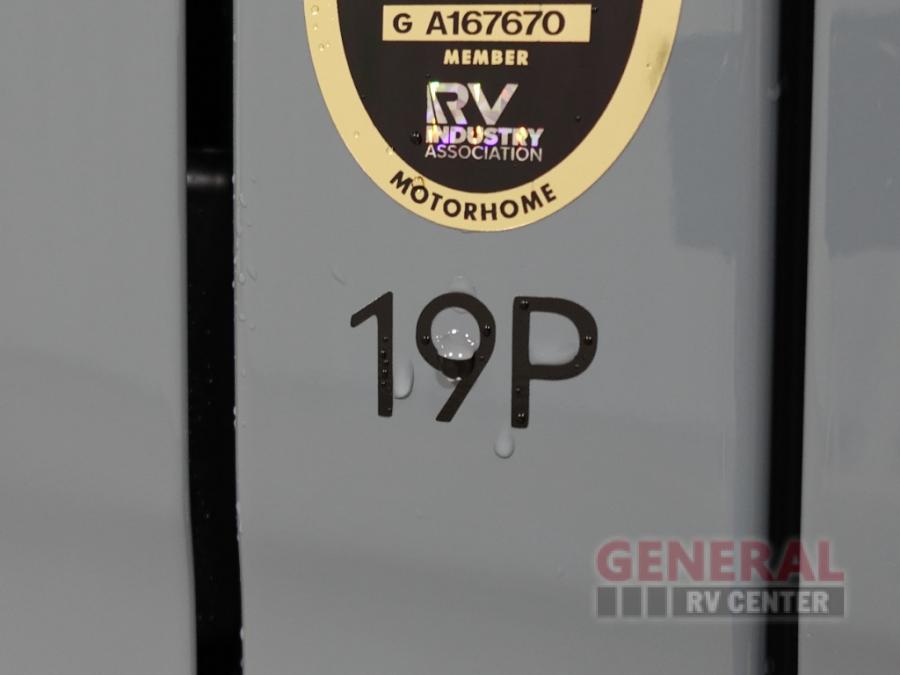 G A167670
MEMBER
RV
INDUSTRY
ASSOCIATION
MOTORHOME
19P
GENERAL
RV CENTER